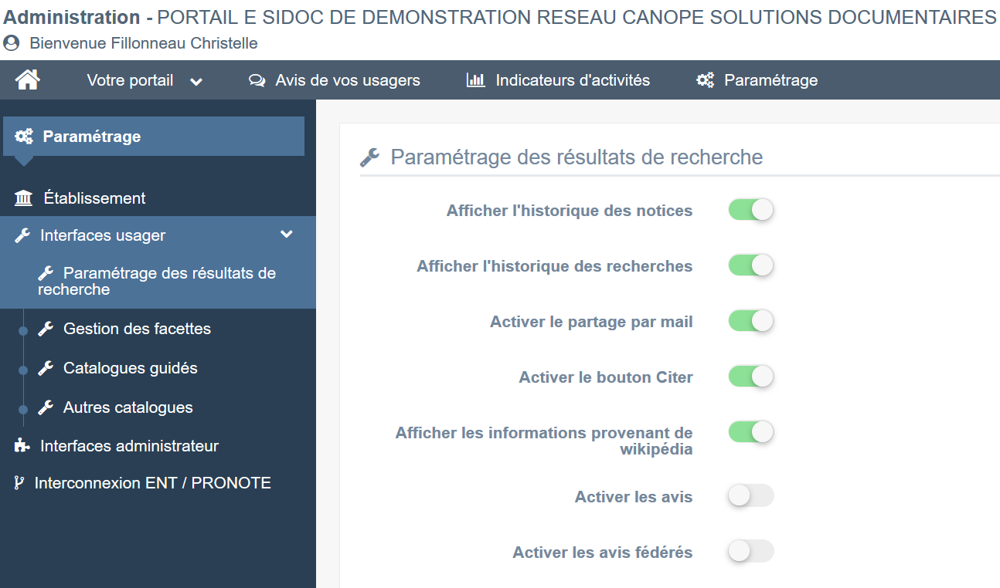 Administration - PORTAIL E SIDOC DE DEMONSTRATION RESEAU CANOPE SOLUTIONS DOCUMENTAIRES
Bienvenue Fillonneau Christelle
Votre portail
Avis de vos usagers
Indicateurs d'activités
Paramétrage
Paramétrage
Établissement
Interfaces usager
Paramétrage des résultats de
recherche
Gestion des facettes
Catalogues guidés
Autres catalogues
Interfaces administrateur
Interconnexion ENT / PRONOTE
Paramétrage des résultats de recherche
Afficher l'historique des notices
Afficher l'historique des recherches
Activer le partage par mail
Activer le bouton Citer
Afficher les informations provenant de
wikipédia
Activer les avis
Activer les avis fédérés